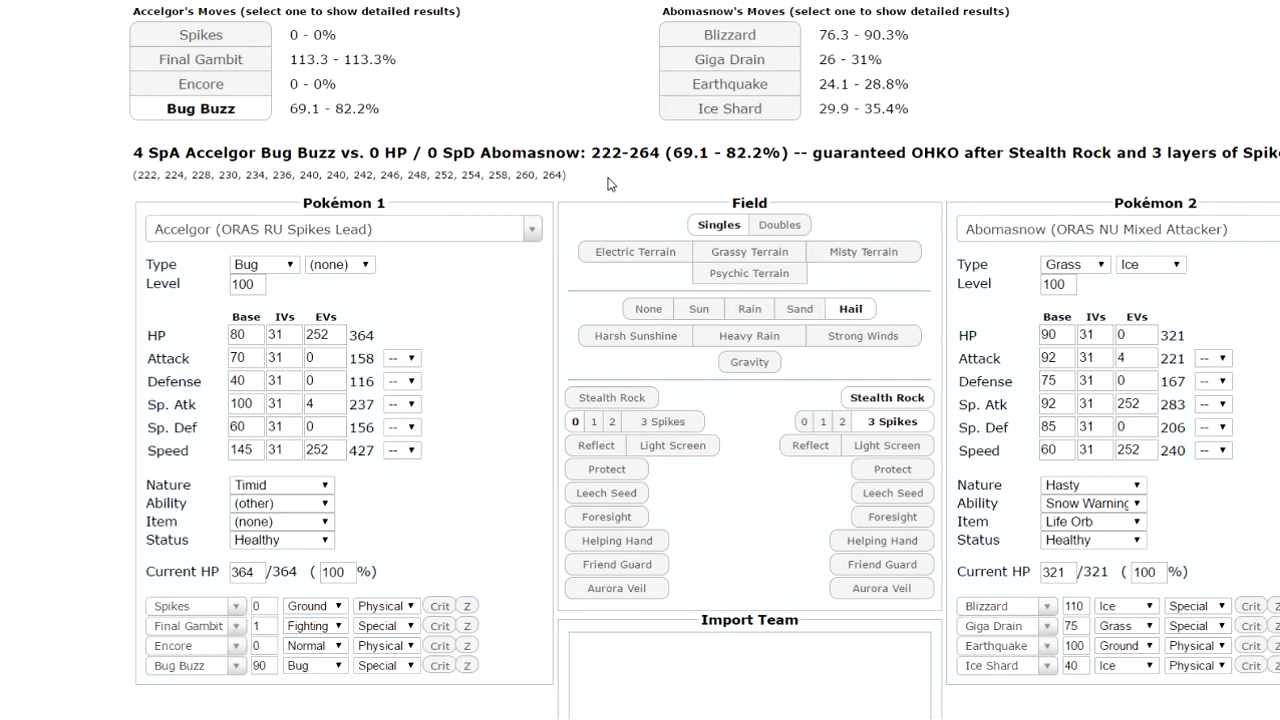 Accelgor's Moves (select one to show detailed results)
Abomasnow's Moves (select one to show detailed results)
Spikes 0 - 0%
Blizzard 76.3 - 90.3%
Final Gambit 113.3 - 113.3%
Giga Drain 26 - 31%
Encore 0 - 0%
Earthquake 24.1 - 28.8%
Bug Buzz 69.1 - 82.2%
Ice Shard 29.9 - 35.4%
4 SpA Accelgor Bug Buzz vs. 0 HP / 0 SpD Abomasnow: 222-264 (69.1 - 82.2%) -- guaranteed OHKO after Stealth Rock and 3 layers of
(222, 224, 228, 230, 234, 236, 240, 240, 242, 246, 248, 252, 254, 258, 260, 264)
Pokémon 1
Accelgor (ORAS RU Spikes Lead)
Type Bug (none)
Level 100
Base IVs EVs
HP 80 31 252 364
Attack 70 31 0 158 --
Defense 40 31 0 116 --
Sp. Atk 100 31 4 237 --
Sp. Def 60 31 0 156 --
Speed 145 31 252 427 --
Nature Timid
Ability (other)
Item (none)
Status Healthy
Current HP 364 /364 ( 100 %)
Spikes 0 Ground Physical Crit Z
Final Gambit 1 Fighting Special Crit Z
Encore 0 Normal Physical Crit Z
Bug Buzz 90 Bug Special Crit Z
Field
Singles Doubles
Electric Terrain Grassy Terrain Misty Terrain
Psychic Terrain
None Sun Rain Sand Hail
Harsh Sunshine Heavy Rain Strong Winds
Gravity
Stealth Rock Stealth Rock
0 1 2 3 Spikes 0 1 2 3 Spikes
Reflect Light Screen Reflect Light Screen
Protect Protect
Leech Seed Leech Seed
Foresight Foresight
Helping Hand Helping Hand
Friend Guard Friend Guard
Aurora Veil Aurora Veil
Import Team
Pokémon 2
Abomasnow (ORAS NU Mixed Attacker)
Type Grass Ice
Level 100
Base IVs EVs
HP 90 31 0 321
Attack 92 31 4 221 --
Defense 75 31 0 167 --
Sp. Atk 92 31 252 283 --
Sp. Def 85 31 0 206 --
Speed 60 31 252 240 --
Nature Hasty
Ability Snow Warning
Item Life Orb
Status Healthy
Current HP 321 /321 ( 100 %)
Blizzard 110 Ice Special Crit
Giga Drain 75 Grass Special Crit
Earthquake 100 Ground Physical Crit
Ice Shard 40 Ice Physical Crit